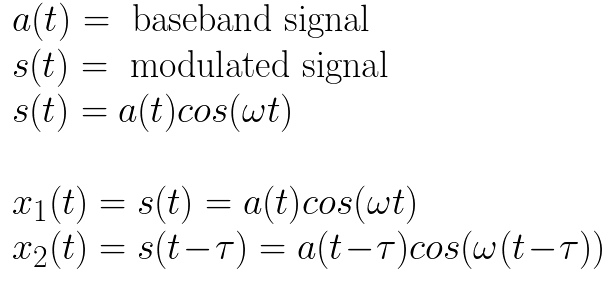 a(t) = baseband signal
s(t) = modulated signal
s(t) = a(t)cos(ωt)
x₁(t) = s(t) = a(t)cos(ωt)
x₂(t) = s(t−τ) = a(t−τ)cos(ω(t−τ))